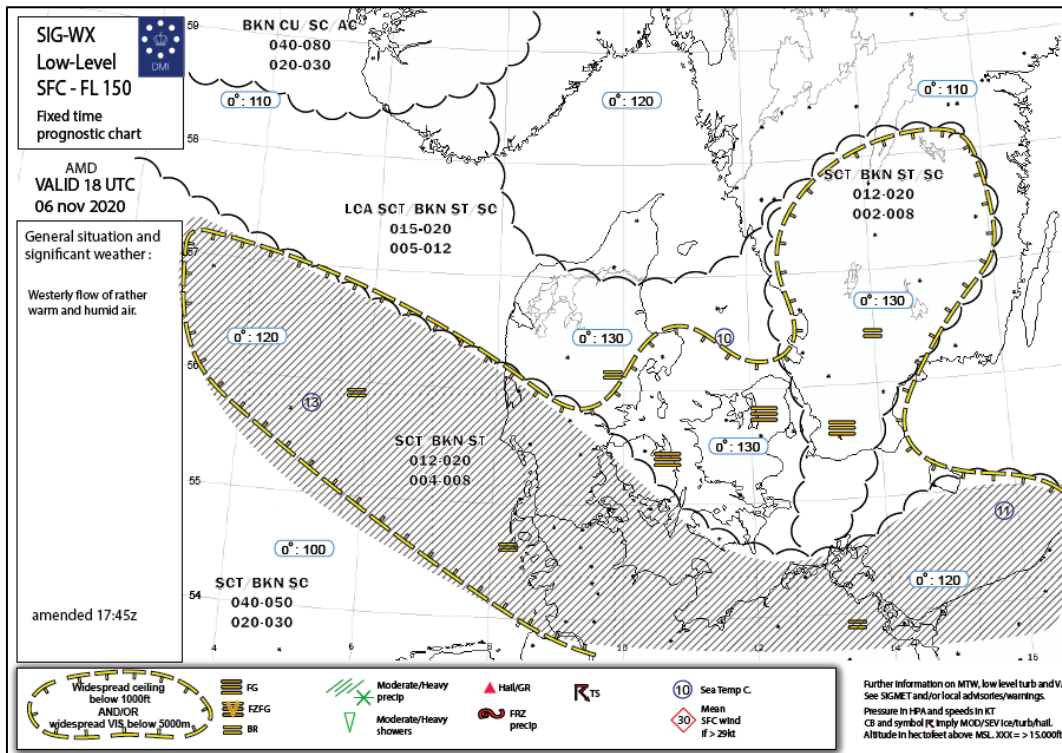 SIG-WX
Low-Level
SFC - FL 150
Fixed time
prognostic chart
DMI
AMD
VALID 18 UTC
06 nov 2020
General situation and
significant weather :
Westerly flow of rather
warm and humid air.
amended 17:45z
59
58
57
56
55
54
BKN CU/SC/AC
040-080
020-030
0°: 110
0°: 120
0°: 110
LCA SCT/BKN ST/SC
015-020
005-012
SCT/BKN ST/SC
012-020
002-008
0°: 120
0°: 130
10
0°: 130
13
SCT/BKN ST
012-020
004-008
0°: 130
11
0°: 100
0°: 120
SCT/BKN SC
040-050
020-030
4
6
8
10
12
14
16
Widespread ceiling
below 1000ft
AND/OR
widespread VIS below 5000m
FG
FZFG
BR
Moderate/Heavy
precip
Moderate/Heavy
showers
Hail/GR
FRZ
precip
TS
10
Sea Temp C.
30
Mean
SFC wind
if > 29kt
Further information on MTW, low level turb and
See SIGMET and/or local advisories/warnings.
Pressure in HPA and speeds in KT
CB and symbol imply MOD/SEV ice/turb/hail.
Altitude in hectofeet above MSL. XXX = > 15.000